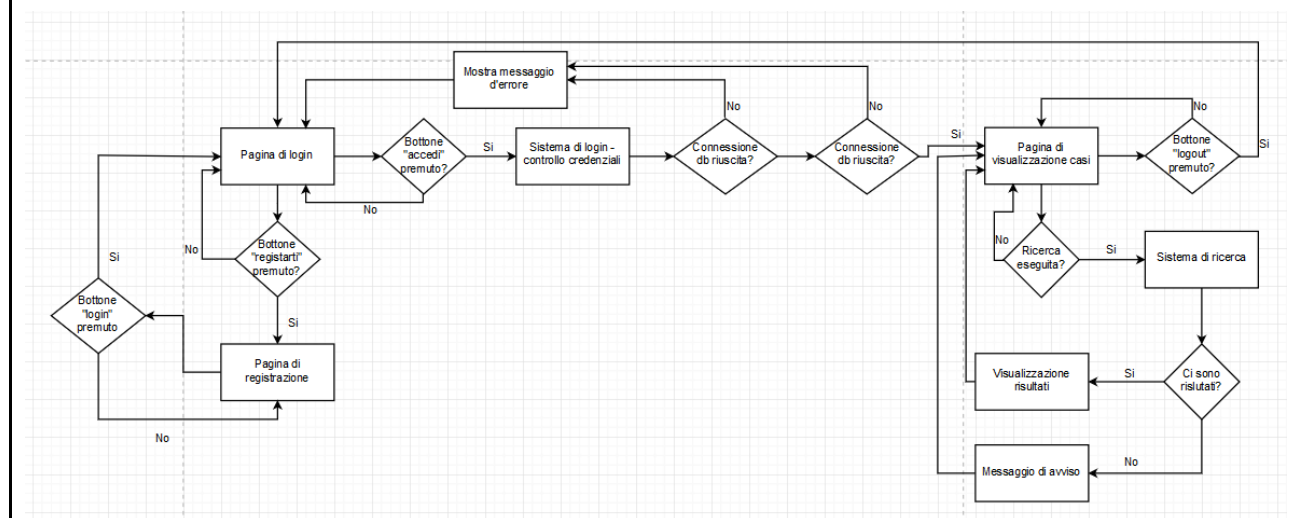 Mostra messaggio
d'errore
No
No
No
Pagina di login
Bottone
"accedi"
premuto?
Si
Sistema di login -
controllo credenziali
Connessione
db riuscita?
Connessione
db riuscita?
Si
Pagina di
visualizzazione casi
Bottone
"logout"
premuto?
Si
No
No
Bottone
"registarti"
premuto?
No
Ricerca
eseguita?
Si
Sistema di ricerca
Si
Bottone
"login"
premuto
Si
Pagina di
registrazione
No
Visualizzazione
risultati
Si
Ci sono
rislutati?
Messaggio di avviso
No